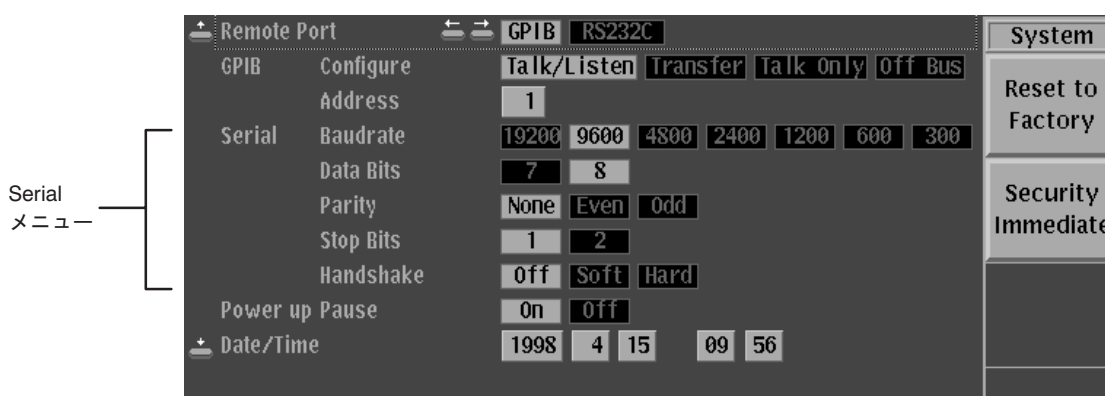 Remote Port GPIB RS232C
GPIB Configure Talk/Listen Transfer Talk Only Off Bus
Address 1
Serial Baudrate 19200 9600 4800 2400 1200 600 300
Data Bits 7 8
Parity None Even Odd
Stop Bits 1 2
Handshake Off Soft Hard
Power up Pause On Off
Date/Time 1998 4 15 09 56
Serial
メニュー
System
Reset to
Factory
Security
Immediate